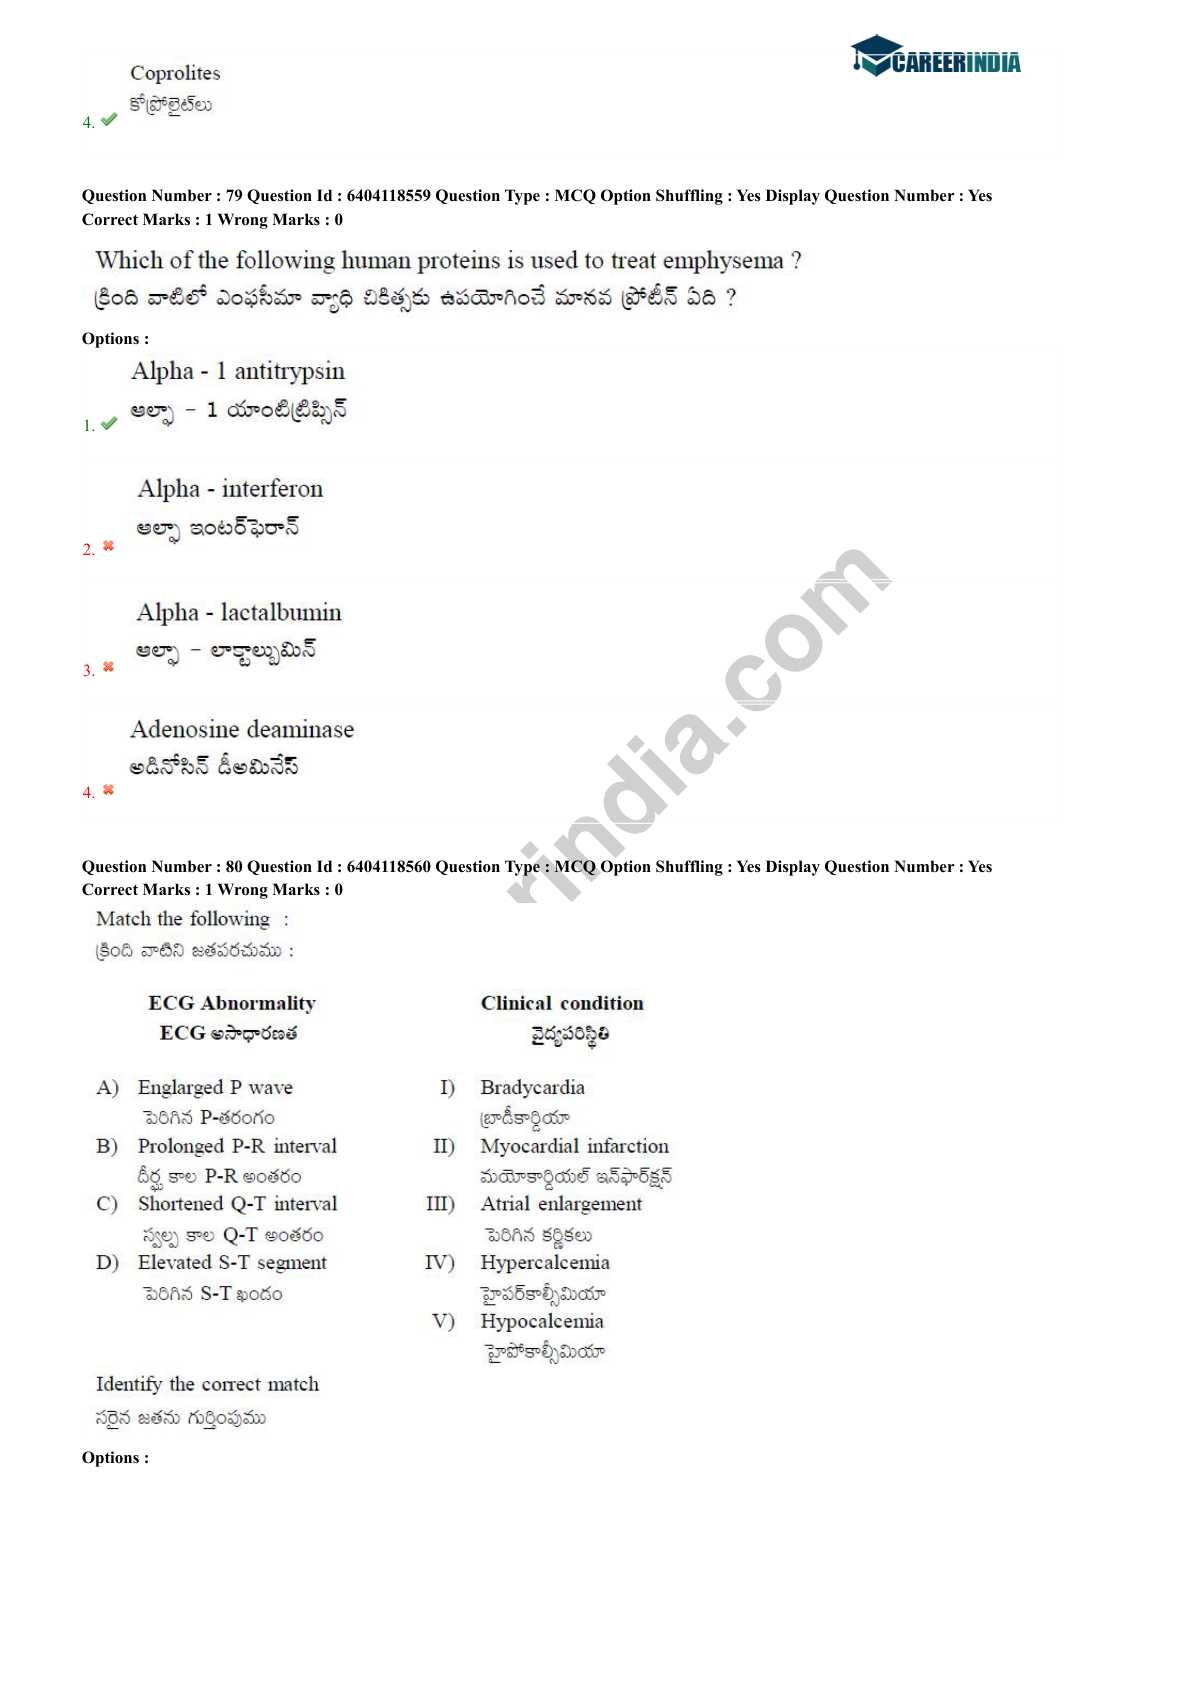 CAREERINDIA
Coprolites
కోప్రోలైట్‌లు
4.
Question Number : 79 Question Id : 6404118559 Question Type : MCQ Option Shuffling : Yes Display Question Number : Yes
Correct Marks : 1 Wrong Marks : 0
Which of the following human proteins is used to treat emphysema ?
క్రింది వాటిలో ఎంఫసీమా వ్యాధి చికిత్సకు ఉపయోగించే మానవ ప్రోటీన్ ఏది ?
Options :
Alpha - 1 antitrypsin
ఆల్ఫా - 1 యాంటిట్రిప్సిన్
1.
Alpha - interferon
ఆల్ఫా ఇంటర్‌ఫెరాన్
2.
Alpha - lactalbumin
ఆల్ఫా - లాక్టాల్బుమిన్
3.
Adenosine deaminase
అడినోసిన్ డీఅమినేస్
4.
rindia.com
Question Number : 80 Question Id : 6404118560 Question Type : MCQ Option Shuffling : Yes Display Question Number : Yes
Correct Marks : 1 Wrong Marks : 0
Match the following :
క్రింది వాటిని జతపరచుము :
ECG Abnormality Clinical condition
ECG అసాధారణత వైద్యపరిస్థితి
A) Englarged P wave I) Bradycardia
పెరిగిన P-తరంగం బ్రాడీకార్డియా
B) Prolonged P-R interval II) Myocardial infarction
దీర్ఘ కాల P-R అంతరం మయోకార్డియల్ ఇన్‌ఫార్‌క్షన్
C) Shortened Q-T interval III) Atrial enlargement
స్వల్ప కాల Q-T అంతరం పెరిగిన కర్ణికలు
D) Elevated S-T segment IV) Hypercalcemia
పెరిగిన S-T ఖండం హైపర్‌కాల్సీమియా
V) Hypocalcemia
హైపోకాల్సీమియా
Identify the correct match
సరైన జతను గుర్తింపుము
Options :